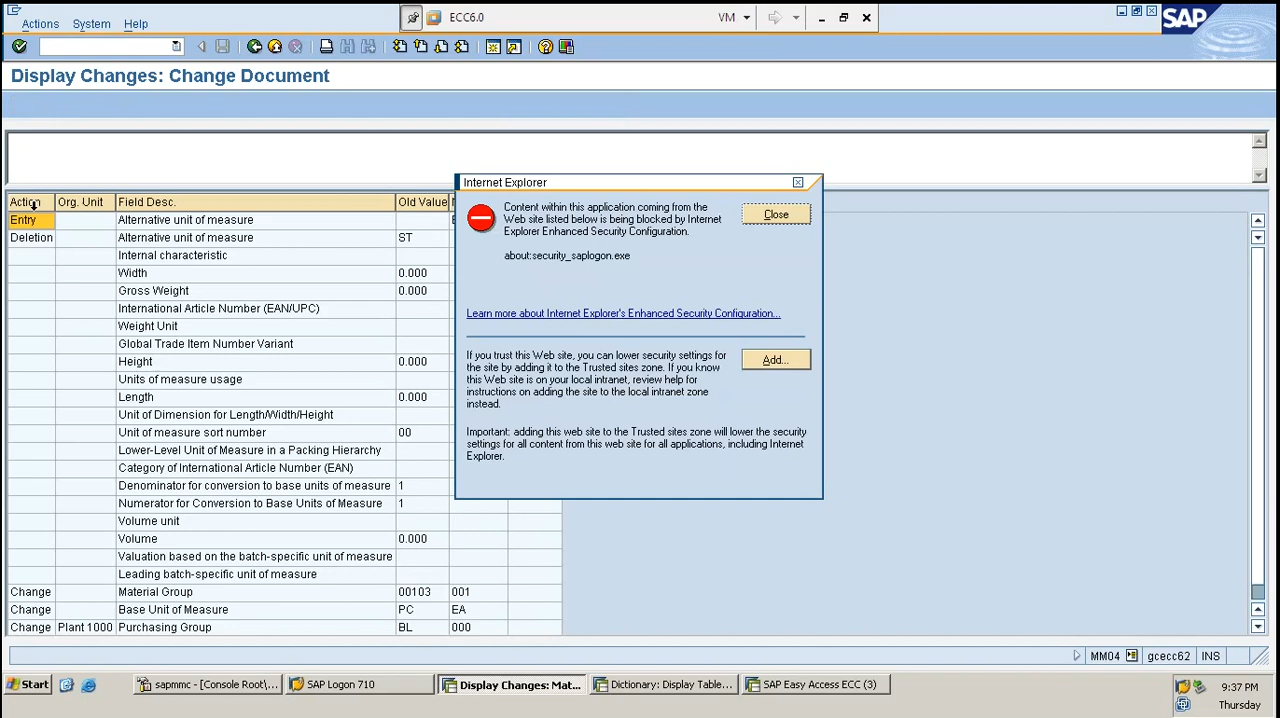 Actions System Help
ECC6.0
VM
SAP
Display Changes: Change Document
Action Org. Unit Field Desc. Old Value N
Entry Alternative unit of measure
Deletion Alternative unit of measure ST
Internal characteristic
Width 0.000
Gross Weight 0.000
International Article Number (EAN/UPC)
Weight Unit
Global Trade Item Number Variant
Height 0.000
Units of measure usage
Length 0.000
Unit of Dimension for Length/Width/Height
Unit of measure sort number 00
Lower-Level Unit of Measure in a Packing Hierarchy
Category of International Article Number (EAN)
Denominator for conversion to base units of measure 1
Numerator for Conversion to Base Units of Measure 1
Volume unit
Volume 0.000
Valuation based on the batch-specific unit of measure
Leading batch-specific unit of measure
Change Material Group 00103 001
Change Base Unit of Measure PC EA
Change Plant 1000 Purchasing Group BL 000
Internet Explorer
Content within this application coming from the
Web site listed below is being blocked by Internet
Explorer Enhanced Security Configuration.
Close
about:security_saplogon.exe
Learn more about Internet Explorer's Enhanced Security Configuration...
If you trust this Web site, you can lower security settings for
the site by adding it to the Trusted sites zone. If you know
this Web site is on your local intranet, review help for
instructions on adding the site to the local intranet zone
instead.
Add...
Important: adding this web site to the Trusted sites zone will lower the security
settings for all content from this web site for all applications, including Internet
Explorer.
MM04 gcecc62 INS
Start sapmmc - [Console Root\... SAP Logon 710 Display Changes: Mat... Dictionary: Display Table... SAP Easy Access ECC (3) 9:37 PM
Thursday